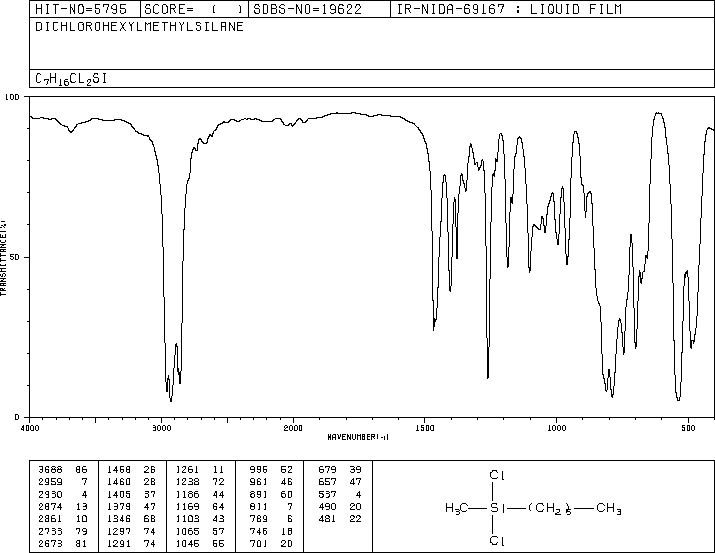 HIT-NO=5795 SCORE= ( ) SDBS-NO=19622 IR-NIDA-69167 : LIQUID FILM
DICHLOROHEXYLMETHYLSILANE
C7H16CL2SI
100
TRANSMITTANCE(%)
50
0
4000 3000 2000 1500 1000 500
WAVENUMBER(-1)
3688 86 1468 26 1261 11 996 52 679 39
2959 7 1460 28 1238 72 961 46 657 47
2930 4 1405 37 1186 44 891 60 537 4
2874 13 1379 47 1169 64 811 7 490 20
2861 10 1346 68 1103 43 789 6 481 22
2733 79 1297 74 1065 57 746 18
2673 81 1291 74 1046 55 701 20
Cl
H3C Si (CH2)5 CH3
Cl